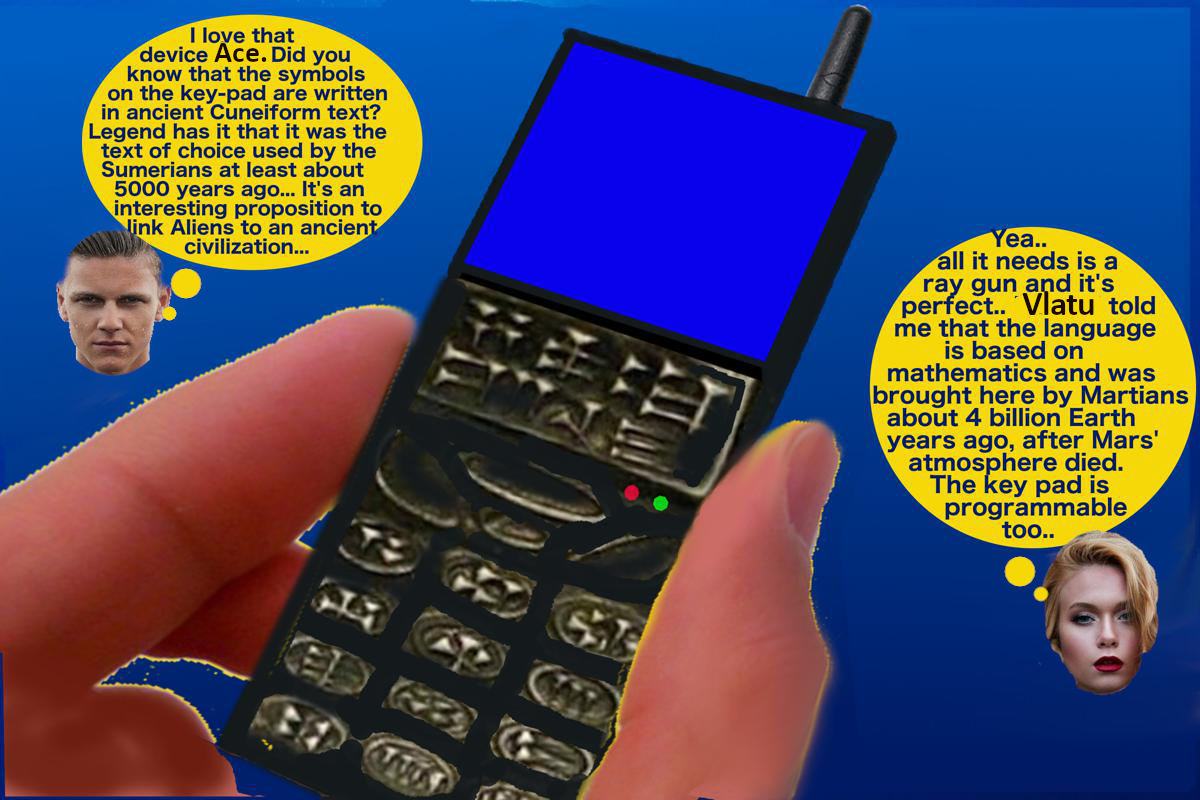 I love that
device Ace. Did you
know that the symbols
on the key-pad are written
in ancient Cuneiform text?
Legend has it that it was the
text of choice used by the
Sumerians at least about
5000 years ago... It's an
interesting proposition to
link Aliens to an ancient
civilization...
Yea..
all it needs is a
ray gun and it's
perfect.. Vlatu told
me that the language
is based on
mathematics and was
brought here by Martians
about 4 billion Earth
years ago, after Mars'
atmosphere died.
The key pad is
programmable
too..